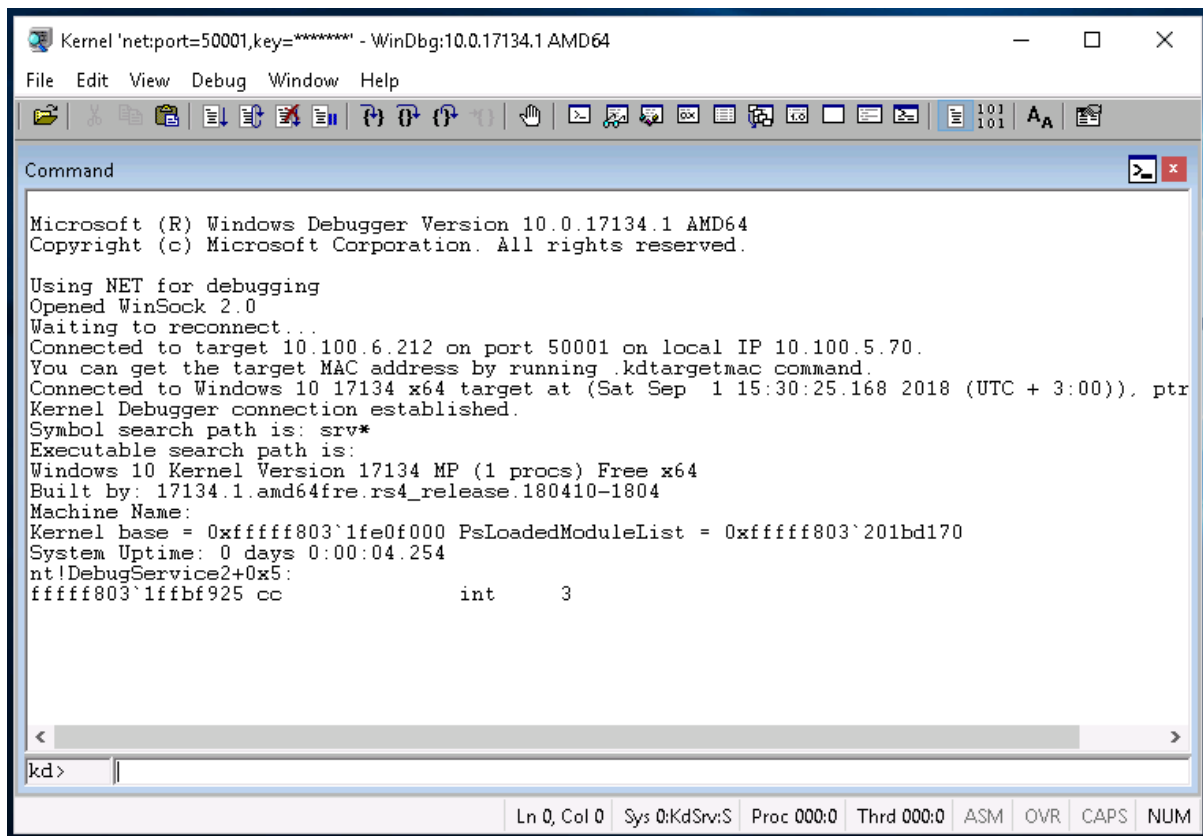 Kernel 'net:port=50001,key=*******' - WinDbg:10.0.17134.1 AMD64
File Edit View Debug Window Help
101
101
AA
Command
Microsoft (R) Windows Debugger Version 10.0.17134.1 AMD64
Copyright (c) Microsoft Corporation. All rights reserved.
Using NET for debugging
Opened WinSock 2.0
Waiting to reconnect...
Connected to target 10.100.6.212 on port 50001 on local IP 10.100.5.70.
You can get the target MAC address by running .kdtargetmac command.
Connected to Windows 10 17134 x64 target at (Sat Sep  1 15:30:25.168 2018 (UTC + 3:00)), ptr
Kernel Debugger connection established.
Symbol search path is: srv*
Executable search path is:
Windows 10 Kernel Version 17134 MP (1 procs) Free x64
Built by: 17134.1.amd64fre.rs4_release.180410-1804
Machine Name:
Kernel base = 0xfffff803`1fe0f000 PsLoadedModuleList = 0xfffff803`201bd170
System Uptime: 0 days 0:00:04.254
nt!DebugService2+0x5:
fffff803`1ffbf925 cc              int     3
kd>
Ln 0, Col 0 Sys 0:KdSrv:S Proc 000:0 Thrd 000:0 ASM OVR CAPS NUM